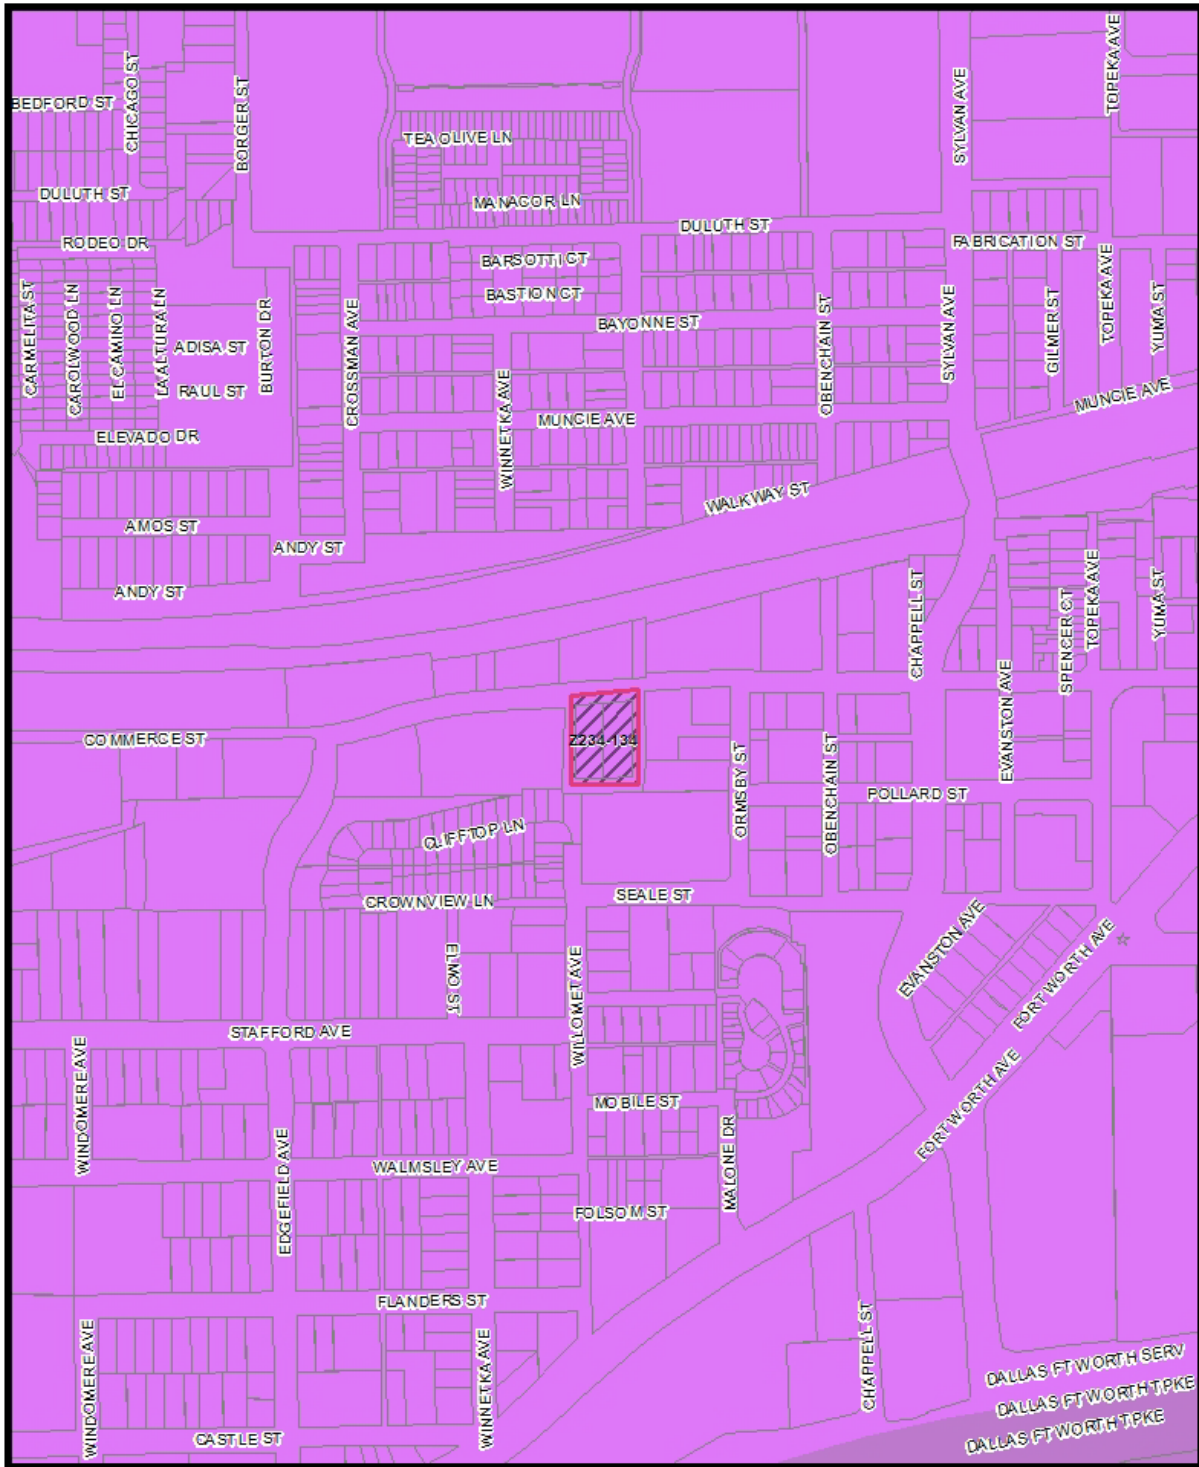 CHICAGO ST
TOPEKA AVE
BEDFORD ST
BORGER ST
SYLVAN AVE
TEA OLIVE LN
DULUTH ST
MANACOR LN
DULUTH ST
RODEO DR
FABRICATION ST
BARSOTTI CT
TOPEKA AVE
BASTION CT
CARMELITA ST
CAROLWOOD LN
EL CAMINO LN
LA ALTURA LN
BURTON DR
CROSSMAN AVE
BAYONNE ST
OBENCHAIN ST
SYLVAN AVE
GILMER ST
YUMA ST
ADISA ST
RAUL ST
WINNETKA AVE
MUNCIE AVE
MUNCIE AVE
ELEVADO DR
WALKWAY ST
AMOS ST
ANDY ST
ANDY ST
CHAPPELL ST
SPENCER CT
TOPEKA AVE
YUMA ST
EVANSTON AVE
COMMERCE ST
Z234-134
ORMSBY ST
OBENCHAIN ST
POLLARD ST
CLIFFTOP LN
SEALE ST
CROWNVIEW LN
EVANSTON AVE
ELMO ST
WILLOMET AVE
FORT WORTH AVE
STAFFORD AVE
WINDOMERE AVE
FORT WORTH AVE
MOBILE ST
MALONE DR
EDGEFIELD AVE
WALMSLEY AVE
FOLSOM ST
FLANDERS ST
WINDOMERE AVE
WINNETKA AVE
CHAPPELL ST
DALLAS FT WORTH SERV
DALLAS FT WORTH TPKE
DALLAS FT WORTH TPKE
CASTLE ST